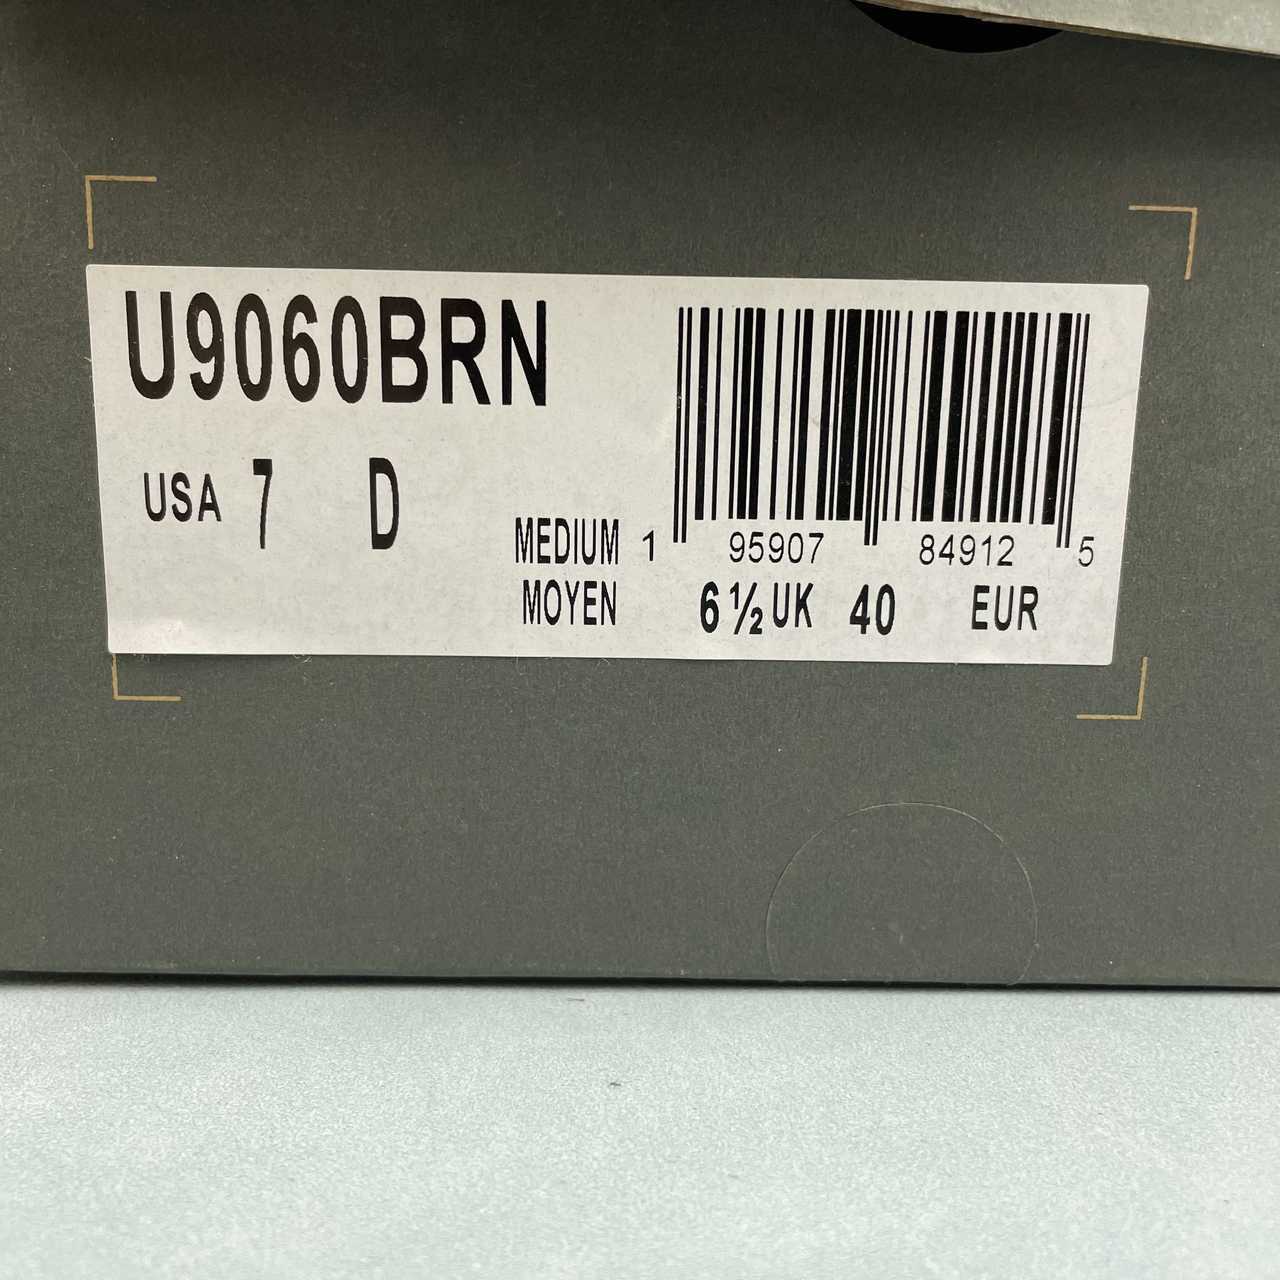 U9060BRN
USA 7 D
MEDIUM 1 95907 84912 5
MOYEN 6 ½ UK 40 EUR